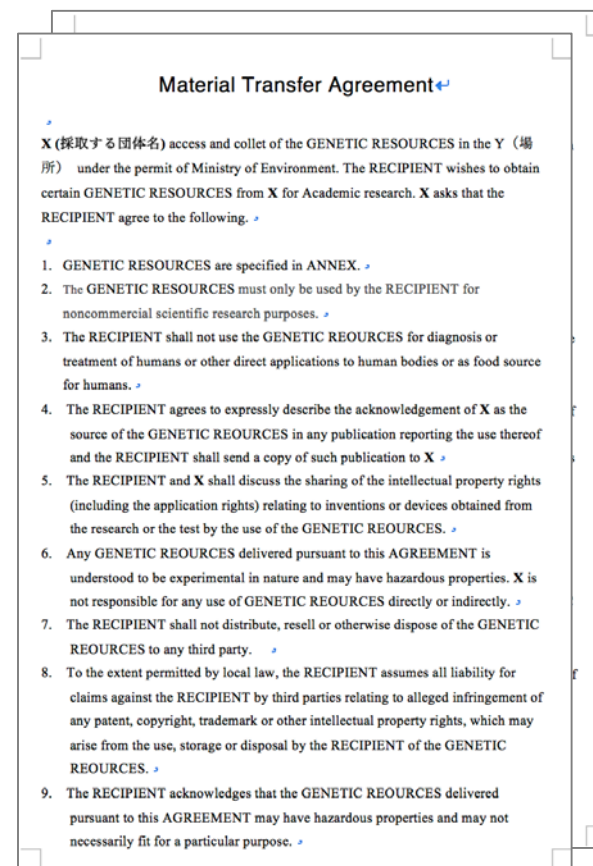 Material Transfer Agreement
X (採取する団体名) access and collet of the GENETIC RESOURCES in the Y（場
所） under the permit of Ministry of Environment. The RECIPIENT wishes to obtain
certain GENETIC RESOURCES from X for Academic research. X asks that the
RECIPIENT agree to the following.
1. GENETIC RESOURCES are specified in ANNEX.
2. The GENETIC RESOURCES must only be used by the RECIPIENT for
noncommercial scientific research purposes.
3. The RECIPIENT shall not use the GENETIC REOURCES for diagnosis or
treatment of humans or other direct applications to human bodies or as food source
for humans.
4. The RECIPIENT agrees to expressly describe the acknowledgement of X as the
source of the GENETIC REOURCES in any publication reporting the use thereof
and the RECIPIENT shall send a copy of such publication to X
5. The RECIPIENT and X shall discuss the sharing of the intellectual property rights
(including the application rights) relating to inventions or devices obtained from
the research or the test by the use of the GENETIC REOURCES.
6. Any GENETIC REOURCES delivered pursuant to this AGREEMENT is
understood to be experimental in nature and may have hazardous properties. X is
not responsible for any use of GENETIC REOURCES directly or indirectly.
7. The RECIPIENT shall not distribute, resell or otherwise dispose of the GENETIC
REOURCES to any third party.
8. To the extent permitted by local law, the RECIPIENT assumes all liability for
claims against the RECIPIENT by third parties relating to alleged infringement of
any patent, copyright, trademark or other intellectual property rights, which may
arise from the use, storage or disposal by the RECIPIENT of the GENETIC
REOURCES.
9. The RECIPIENT acknowledges that the GENETIC REOURCES delivered
pursuant to this AGREEMENT may have hazardous properties and may not
necessarily fit for a particular purpose.